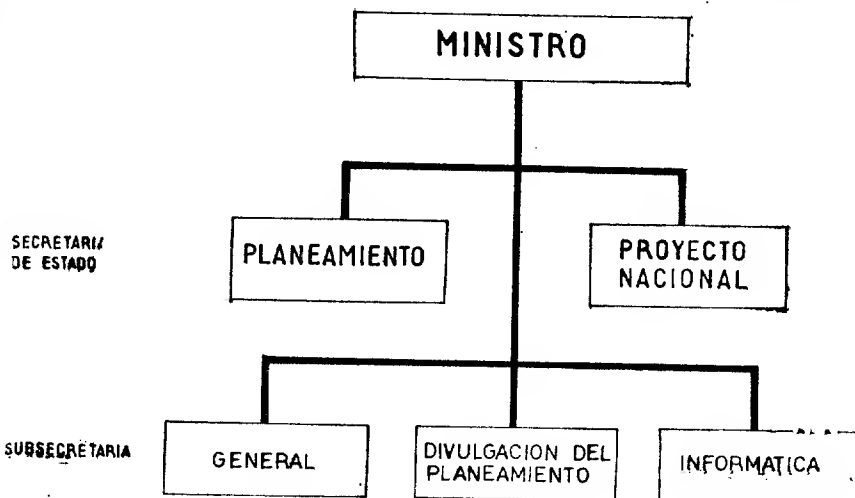 MINISTRO
SECRETARIA
DE ESTADO
PLANEAMIENTO
PROYECTO
NACIONAL
SUBSECRETARIA
GENERAL
DIVULGACION DEL
PLANEAMIENTO
INFORMATICA